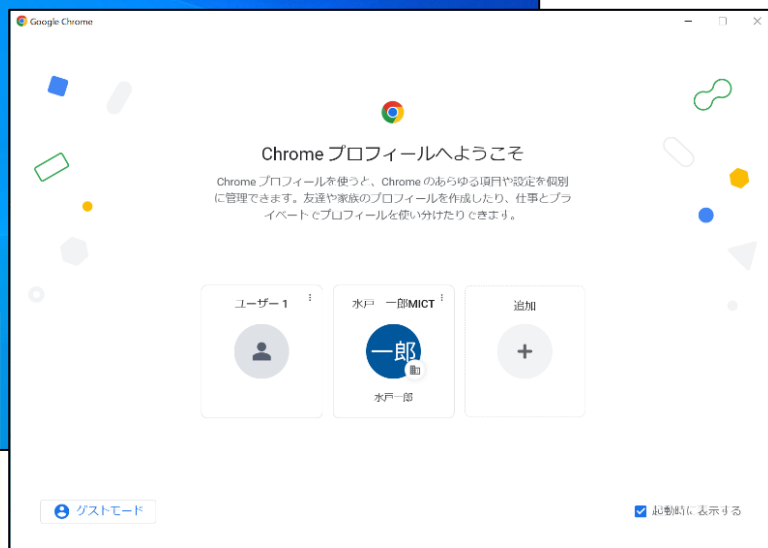 Google Chrome
Chrome プロフィールへようこそ
Chrome プロフィールを使うと、Chrome のあらゆる項目や設定を個別
に管理できます。友達や家族のプロフィールを作成したり、仕事とプラ
イベートでプロフィールを使い分けたりできます。
ユーザー 1
水戸 一郎MICT
追加
一郎
水戸一郎
ゲストモード
起動時に表示する